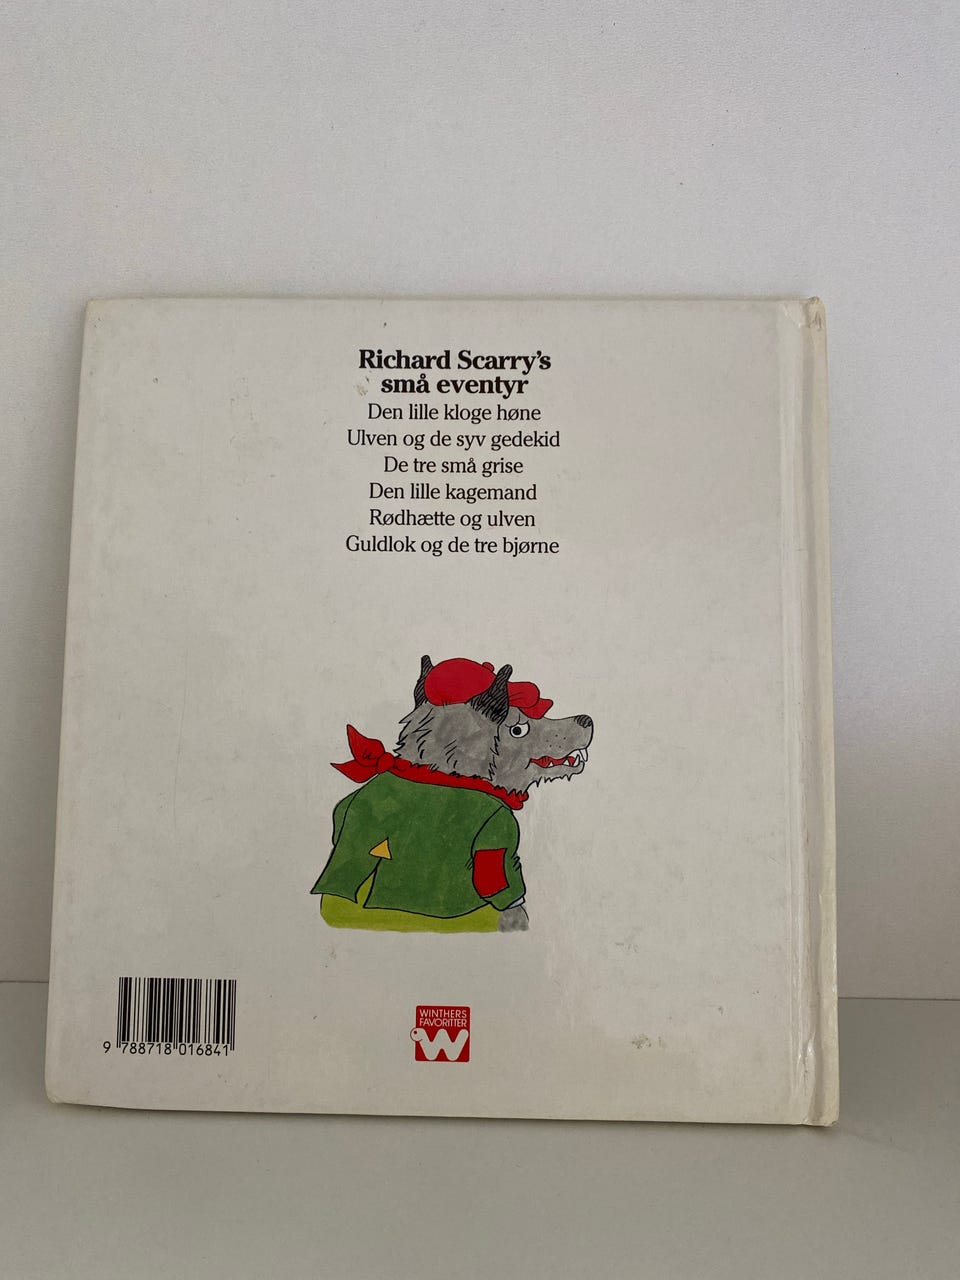 Richard Scarry's
små eventyr
Den lille kloge høne
Ulven og de syv gedekid
De tre små grise
Den lille kagemand
Rødhætte og ulven
Guldlok og de tre bjørne
9 788718 016841
WINTHERS
FAVORITTER
W